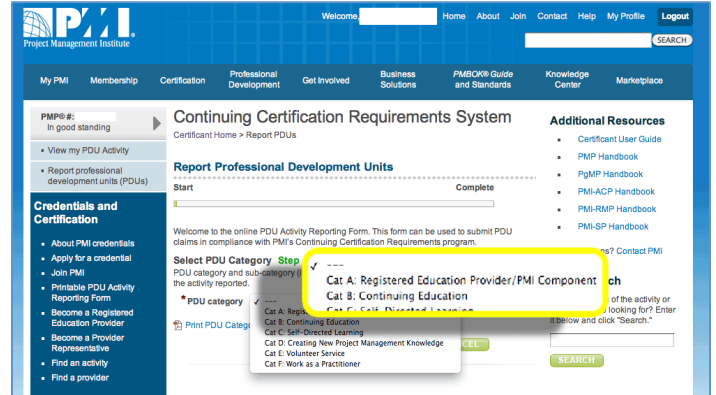 PMI
Project Management Institute
Welcome,
Home About Join Contact Help My Profile Logout
SEARCH
My PMI
Membership
Certification
Professional
Development
Get Involved
Business
Solutions
PMBOK® Guide
and Standards
Knowledge
Center
Marketplace
PMP® #:
In good standing
View my PDU Activity
Report professional
development units (PDUs)
Credentials and
Certification
About PMI credentials
Apply for a credential
Join PMI
Printable PDU Activity
Reporting Form
Become a Registered
Education Provider
Become a Provider
Representative
Find an activity
Find a provider
Continuing Certification Requirements System
Certificant Home > Report PDUs
Report Professional Development Units
Start
Complete
Welcome to the online PDU Activity Reporting Form. This form can be used to submit PDU
claims in compliance with PMI's Continuing Certification Requirements program.
Select PDU Category Step
PDU category and sub-category
the activity reported.
*PDU category
✓ ---
Cat A:
Cat B: Continuing Education
Cat C: Self-Directed Learning
Cat D: Creating New Project Management Knowledge
Cat E: Volunteer Service
Cat F: Work as a Practitioner
Print PDU
✓ ---
Cat A: Registered Education Provider/PMI Component
Cat B: Continuing Education
Cat C: Self-Directed Learning
Additional Resources
Certificant User Guide
PMP Handbook
PgMP Handbook
PMI-ACP Handbook
PMI-RMP Handbook
PMI-SP Handbook
Contact PMI
of the activity or
looking for? Enter
it below and click "Search."
SEARCH